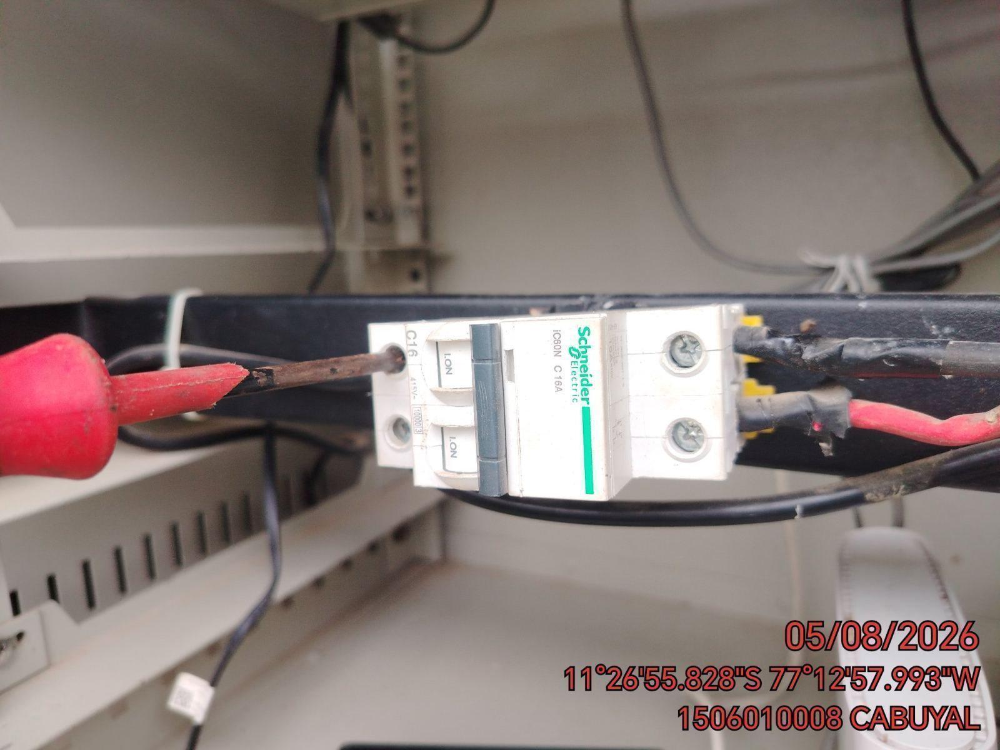 C16
415V~
10000 3
I.ON
I.ON
Schneider
Electric
iC60N C 16A
05/08/2026
11°26'55.828"S 77°12'57.993"W
1506010008 CABUYAL